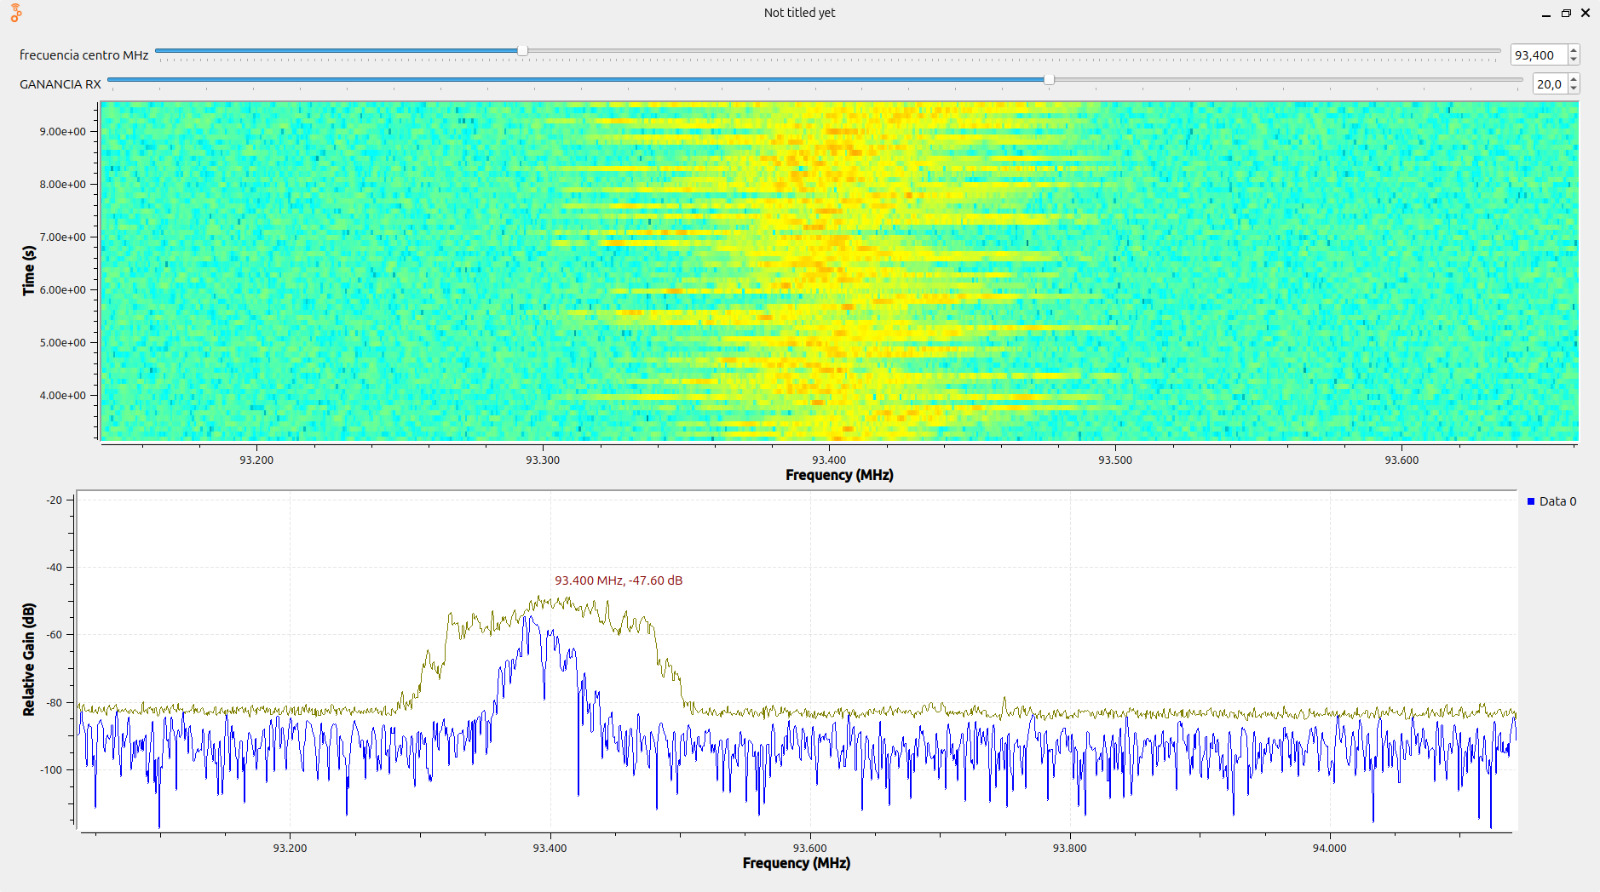 Not titled yet
frecuencia centro MHz
93,400
GANANCIA RX
20,0
9.00e+00
8.00e+00
7.00e+00
6.00e+00
5.00e+00
4.00e+00
Time (s)
93.200 93.300 93.400 93.500 93.600
Frequency (MHz)
-20
-40
-60
-80
-100
Relative Gain (dB)
93.400 MHz, -47.60 dB
Data 0
93.200 93.400 93.600 93.800 94.000
Frequency (MHz)